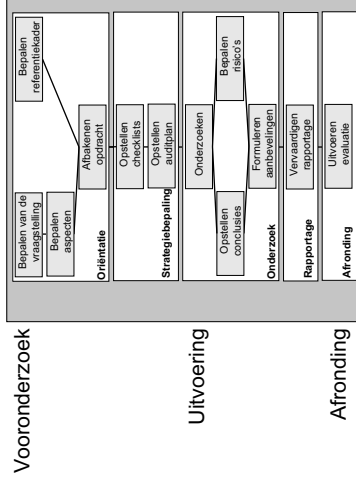 Vooronderzoek
Bepalen van de
vraagstelling
Bepalen
aspecten
Bepalen
referentiekader
Afbakenen
opdracht
Oriëntatie
Opstellen
checklists
Opstellen
auditplan
Strategiebepaling
Uitvoering
Onderzoeken
Opstellen
conclusies
Bepalen
risico's
Formuleren
aanbevelingen
Onderzoek
Vervaardigen
rapportage
Rapportage
Afronding
Uitvoeren
evaluatie
Afronding